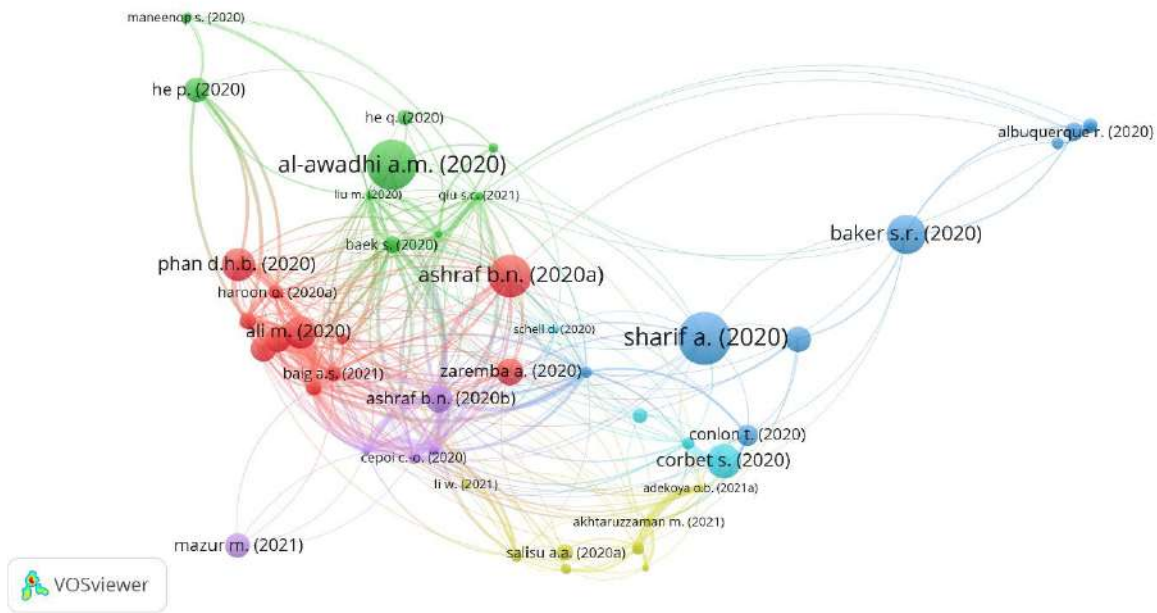 maneenop s. (2020)
he p. (2020)
he q. (2020)
albuquerque r. (2020)
al-awadhi a.m. (2020)
liu m. (2020)
qiu s.c. (2021)
baker s.r. (2020)
baek s. (2020)
phan d.h.b. (2020)
ashraf b.n. (2020a)
haroon o. (2020a)
ali m. (2020)
schell d. (2020)
sharif a. (2020)
baig a.s. (2021)
zaremba a. (2020)
ashraf b.n. (2020b)
conlon t. (2020)
cepoi c.-o. (2020)
corbet s. (2020)
li w. (2021)
adekoya o.b. (2021a)
akhtaruzzaman m. (2021)
mazur m. (2021)
salisu a.a. (2020a)
VOSviewer